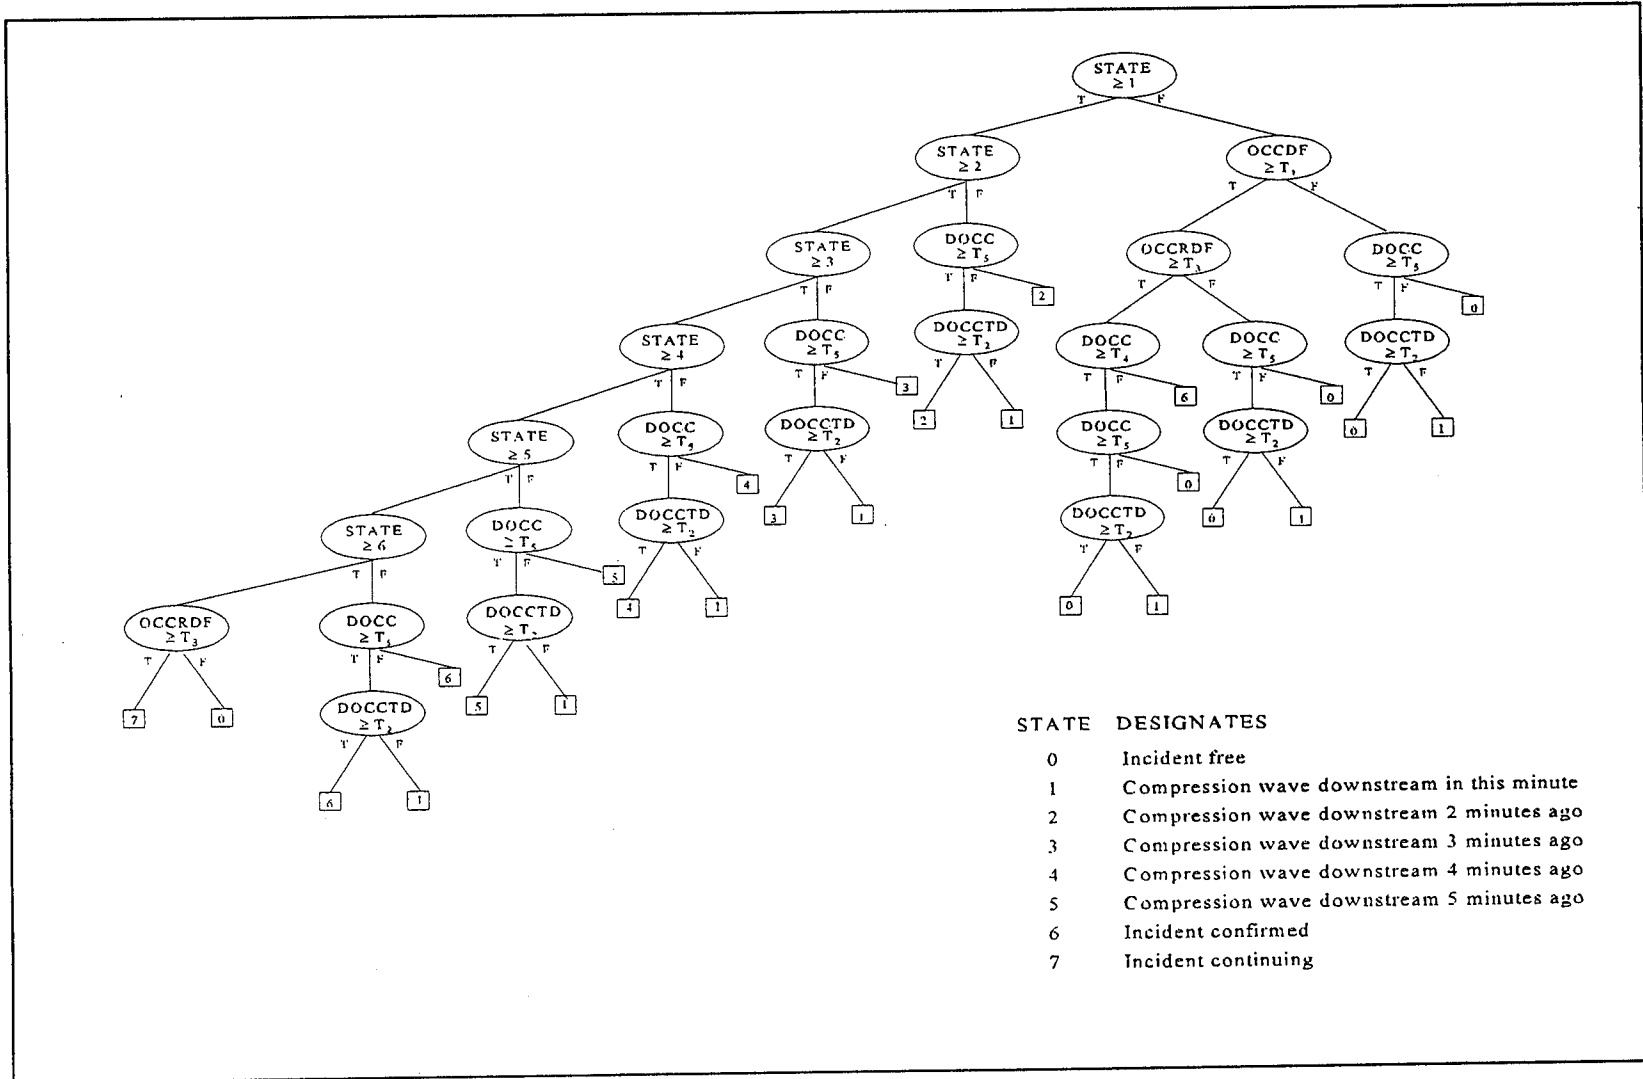 STATE
≥ 1
T F
STATE
≥ 2
T F
OCCDF
≥ T1
T F
STATE
≥ 3
T F
DOCC
≥ T5
T F
2
OCCRDF
≥ T3
T F
DOCC
≥ T5
T F
0
STATE
≥ 4
T F
DOCC
≥ T5
T F
3
DOCCTD
≥ T2
T F
2
1
DOCC
≥ T4
T F
6
DOCC
≥ T5
T F
0
DOCCTD
≥ T2
T F
0
1
STATE
≥ 5
T F
DOCC
T F
4
DOCCTD
≥ T2
T F
3
1
DOCC
≥ T5
T F
0
DOCCTD
≥ T2
T F
0
1
STATE
≥ 6
T F
DOCC
≥ T5
T F
5
DOCCTD
≥ T2
T F
4
1
DOCCTD
≥ T2
T F
0
1
OCCRDF
≥ T3
T F
7
0
DOCC
≥ T5
T F
6
DOCCTD
≥ T2
T F
5
1
DOCCTD
≥ T2
T F
6
1
STATE DESIGNATES
0 Incident free
1 Compression wave downstream in this minute
2 Compression wave downstream 2 minutes ago
3 Compression wave downstream 3 minutes ago
4 Compression wave downstream 4 minutes ago
5 Compression wave downstream 5 minutes ago
6 Incident confirmed
7 Incident continuing